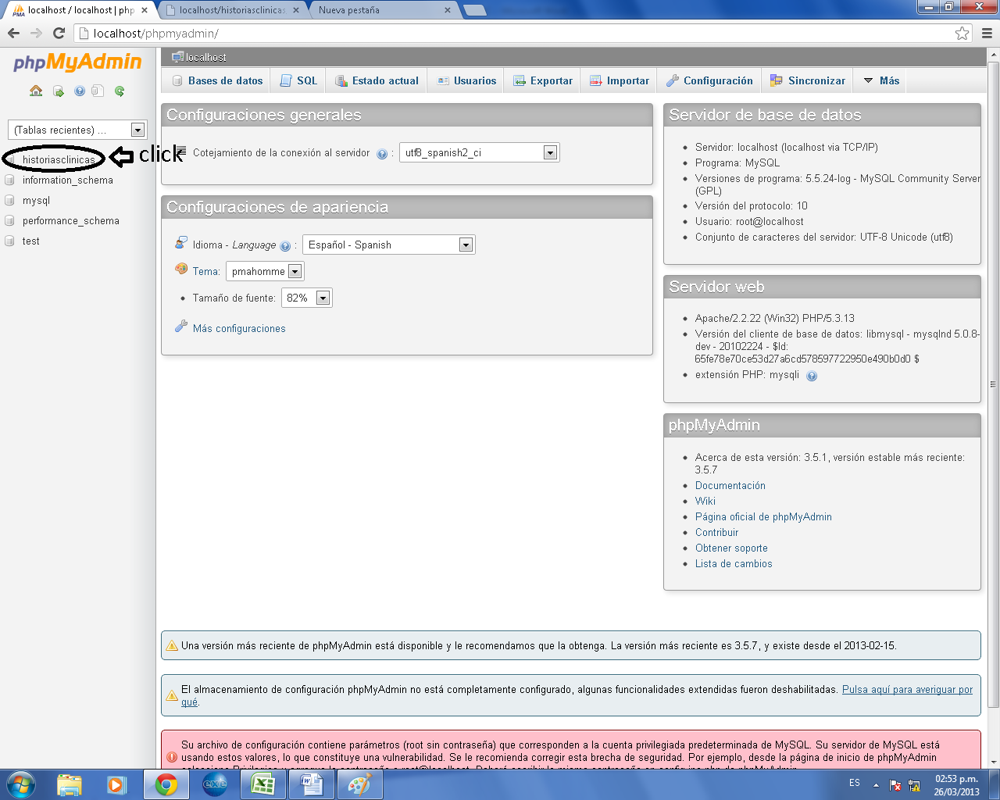 localhost / localhost | php
localhost/historiasclinicas
Nueva pestaña
localhost/phpmyadmin/
phpMyAdmin
(Tablas recientes) ...
historiasclinicas
click
information_schema
mysql
performance_schema
test
localhost
Bases de datos
SQL
Estado actual
Usuarios
Exportar
Importar
Configuración
Sincronizar
Más
Configuraciones generales
Cotejamiento de la conexión al servidor : utf8_spanish2_ci
Configuraciones de apariencia
Idioma - Language : Español - Spanish
Tema: pmahomme
Tamaño de fuente: 82%
Más configuraciones
Servidor de base de datos
Servidor: localhost (localhost via TCP/IP)
Programa: MySQL
Versiones de programa: 5.5.24-log - MySQL Community Server
(GPL)
Versión del protocolo: 10
Usuario: root@localhost
Conjunto de caracteres del servidor: UTF-8 Unicode (utf8)
Servidor web
Apache/2.2.22 (Win32) PHP/5.3.13
Versión del cliente de base de datos: libmysql - mysqlnd 5.0.8-
dev - 20102224 - $Id:
65fe78e70ce53d27a6cd578597722950e490b0d0 $
extensión PHP: mysqli
phpMyAdmin
Acerca de esta versión: 3.5.1, versión estable más reciente:
3.5.7
Documentación
Wiki
Página oficial de phpMyAdmin
Contribuir
Obtener soporte
Lista de cambios
Una versión más reciente de phpMyAdmin está disponible y le recomendamos que la obtenga. La versión más reciente es 3.5.7, y existe desde el 2013-02-15.
El almacenamiento de configuración phpMyAdmin no está completamente configurado, algunas funcionalidades extendidas fueron deshabilitadas. Pulsa aquí para averiguar por
qué.
Su archivo de configuración contiene parámetros (root sin contraseña) que corresponden a la cuenta privilegiada predeterminada de MySQL. Su servidor de MySQL está
usando estos valores, lo que constituye una vulnerabilidad. Se le recomienda corregir esta brecha de seguridad. Por ejemplo, desde la página de inicio de phpMyAdmin
exe
ES
02:53 p.m.
26/03/2013